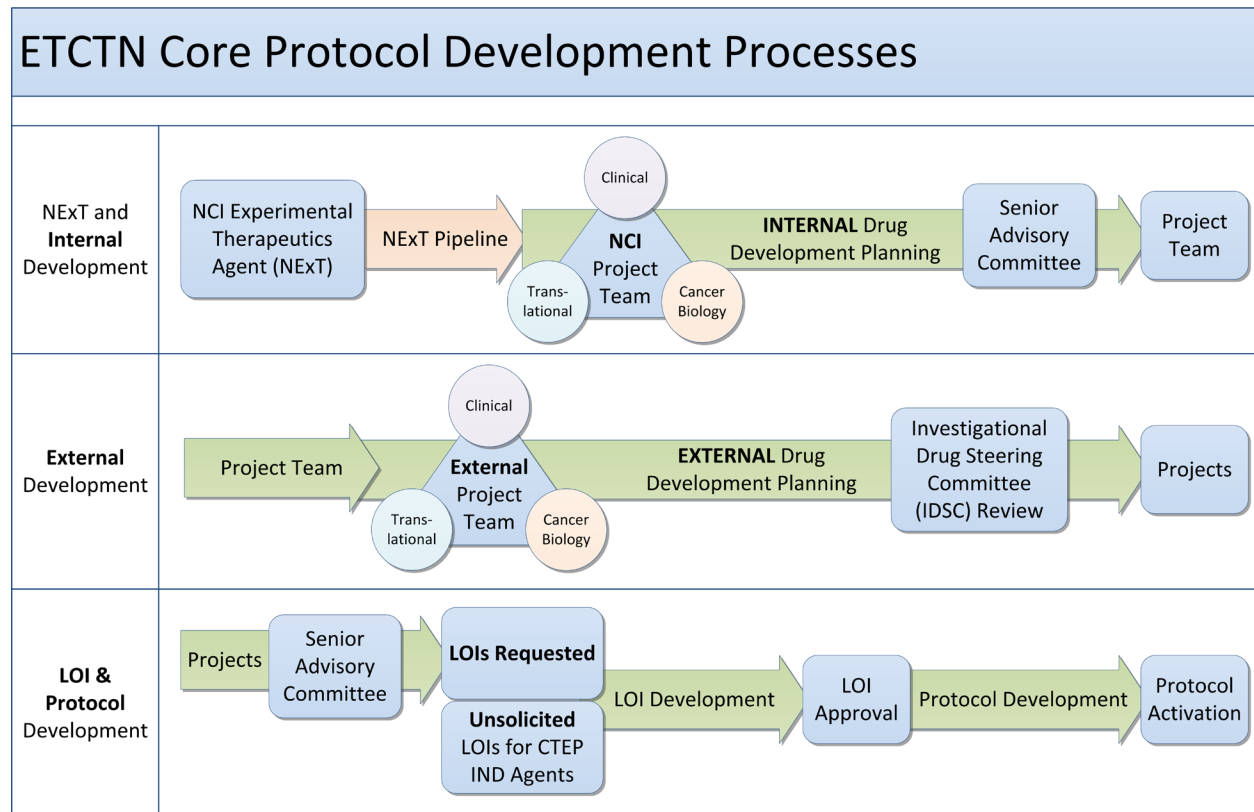 ETCTN Core Protocol Development Processes
NExT and
Internal
Development
NCI Experimental
Therapeutics
Agent (NExT)
NExT Pipeline
Clinical
NCI
Project
Team
Trans-
lational
Cancer
Biology
INTERNAL Drug
Development Planning
Senior
Advisory
Committee
Project
Team
External
Development
Project Team
Clinical
External
Project
Team
Trans-
lational
Cancer
Biology
EXTERNAL Drug
Development Planning
Investigational
Drug Steering
Committee
(IDSC) Review
Projects
LOI &
Protocol
Development
Projects
Senior
Advisory
Committee
LOIs Requested
Unsolicited
LOIs for CTEP
IND Agents
LOI Development
LOI
Approval
Protocol Development
Protocol
Activation